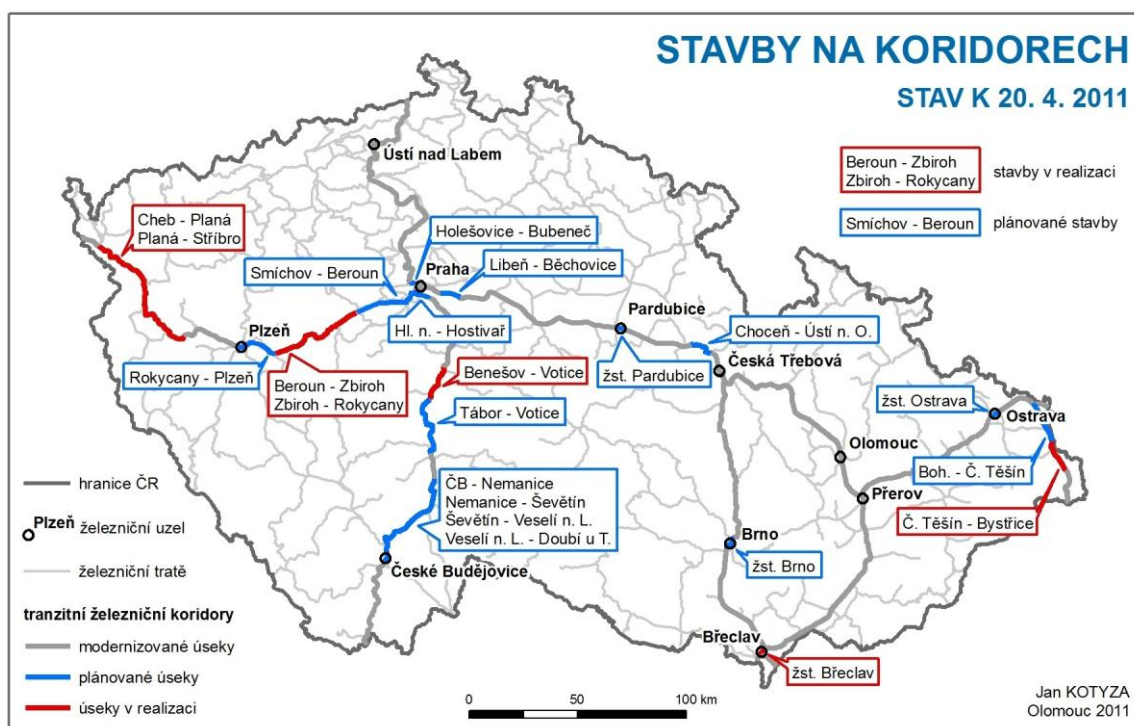 STAVBY NA KORIDORECH
STAV K 20. 4. 2011
Beroun - Zbiroh
Zbiroh - Rokycany
stavby v realizaci
Smíchov - Beroun
plánované stavby
Ústí nad Labem
Cheb - Planá
Planá - Stříbro
Holešovice - Bubeneč
Smíchov - Beroun
Praha
Libeň - Běchovice
Hl. n. - Hostivař
Plzeň
Rokycany - Plzeň
Beroun - Zbiroh
Zbiroh - Rokycany
Pardubice
žst. Pardubice
Choceň - Ústí n. O.
Česká Třebová
Benešov - Votice
Tábor - Votice
žst. Ostrava
Ostrava
Olomouc
Boh. - Č. Těšín
Přerov
Č. Těšín - Bystřice
ČB - Nemanice
Nemanice - Ševětín
Ševětín - Veselí n. L.
Veselí n. L. - Doubí u T.
České Budějovice
Brno
žst. Brno
Břeclav
žst. Břeclav
hranice ČR
Plzeň
železniční uzel
železniční tratě
tranzitní železniční koridory
modernizované úseky
plánované úseky
úseky v realizaci
0 50 100 km
Jan KOTYZA
Olomouc 2011